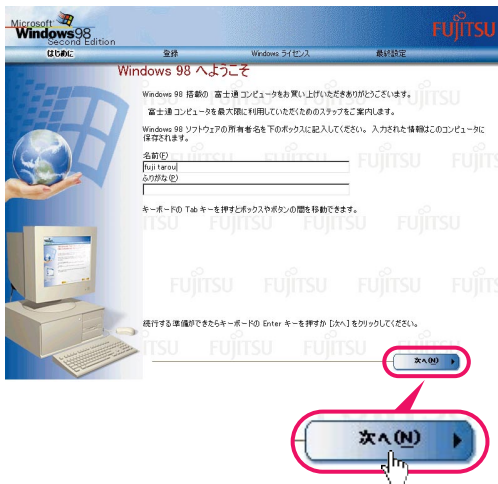 Microsoft
Windows98
Second Edition
FUJITSU
はじめに
登録
Windows ライセンス
最終設定
Windows 98 へようこそ
Windows 98 搭載の 富士通コンピュータをお買い上げいただきありがとうございます。
富士通コンピュータを最大限に利用していただくためのステップをご案内します。
Windows 98 ソフトウェアの所有者名を下のボックスに記入してください。 入力された情報はこのコンピュータに
保存されます。
名前(F)
fuji tarou
ふりがな(P)
キーボードの Tab キーを押すとボックスやボタンの間を移動できます。
続行する準備ができたらキーボードの Enter キーを押すか [次へ] をクリックしてください。
次へ(N)
次へ(N)